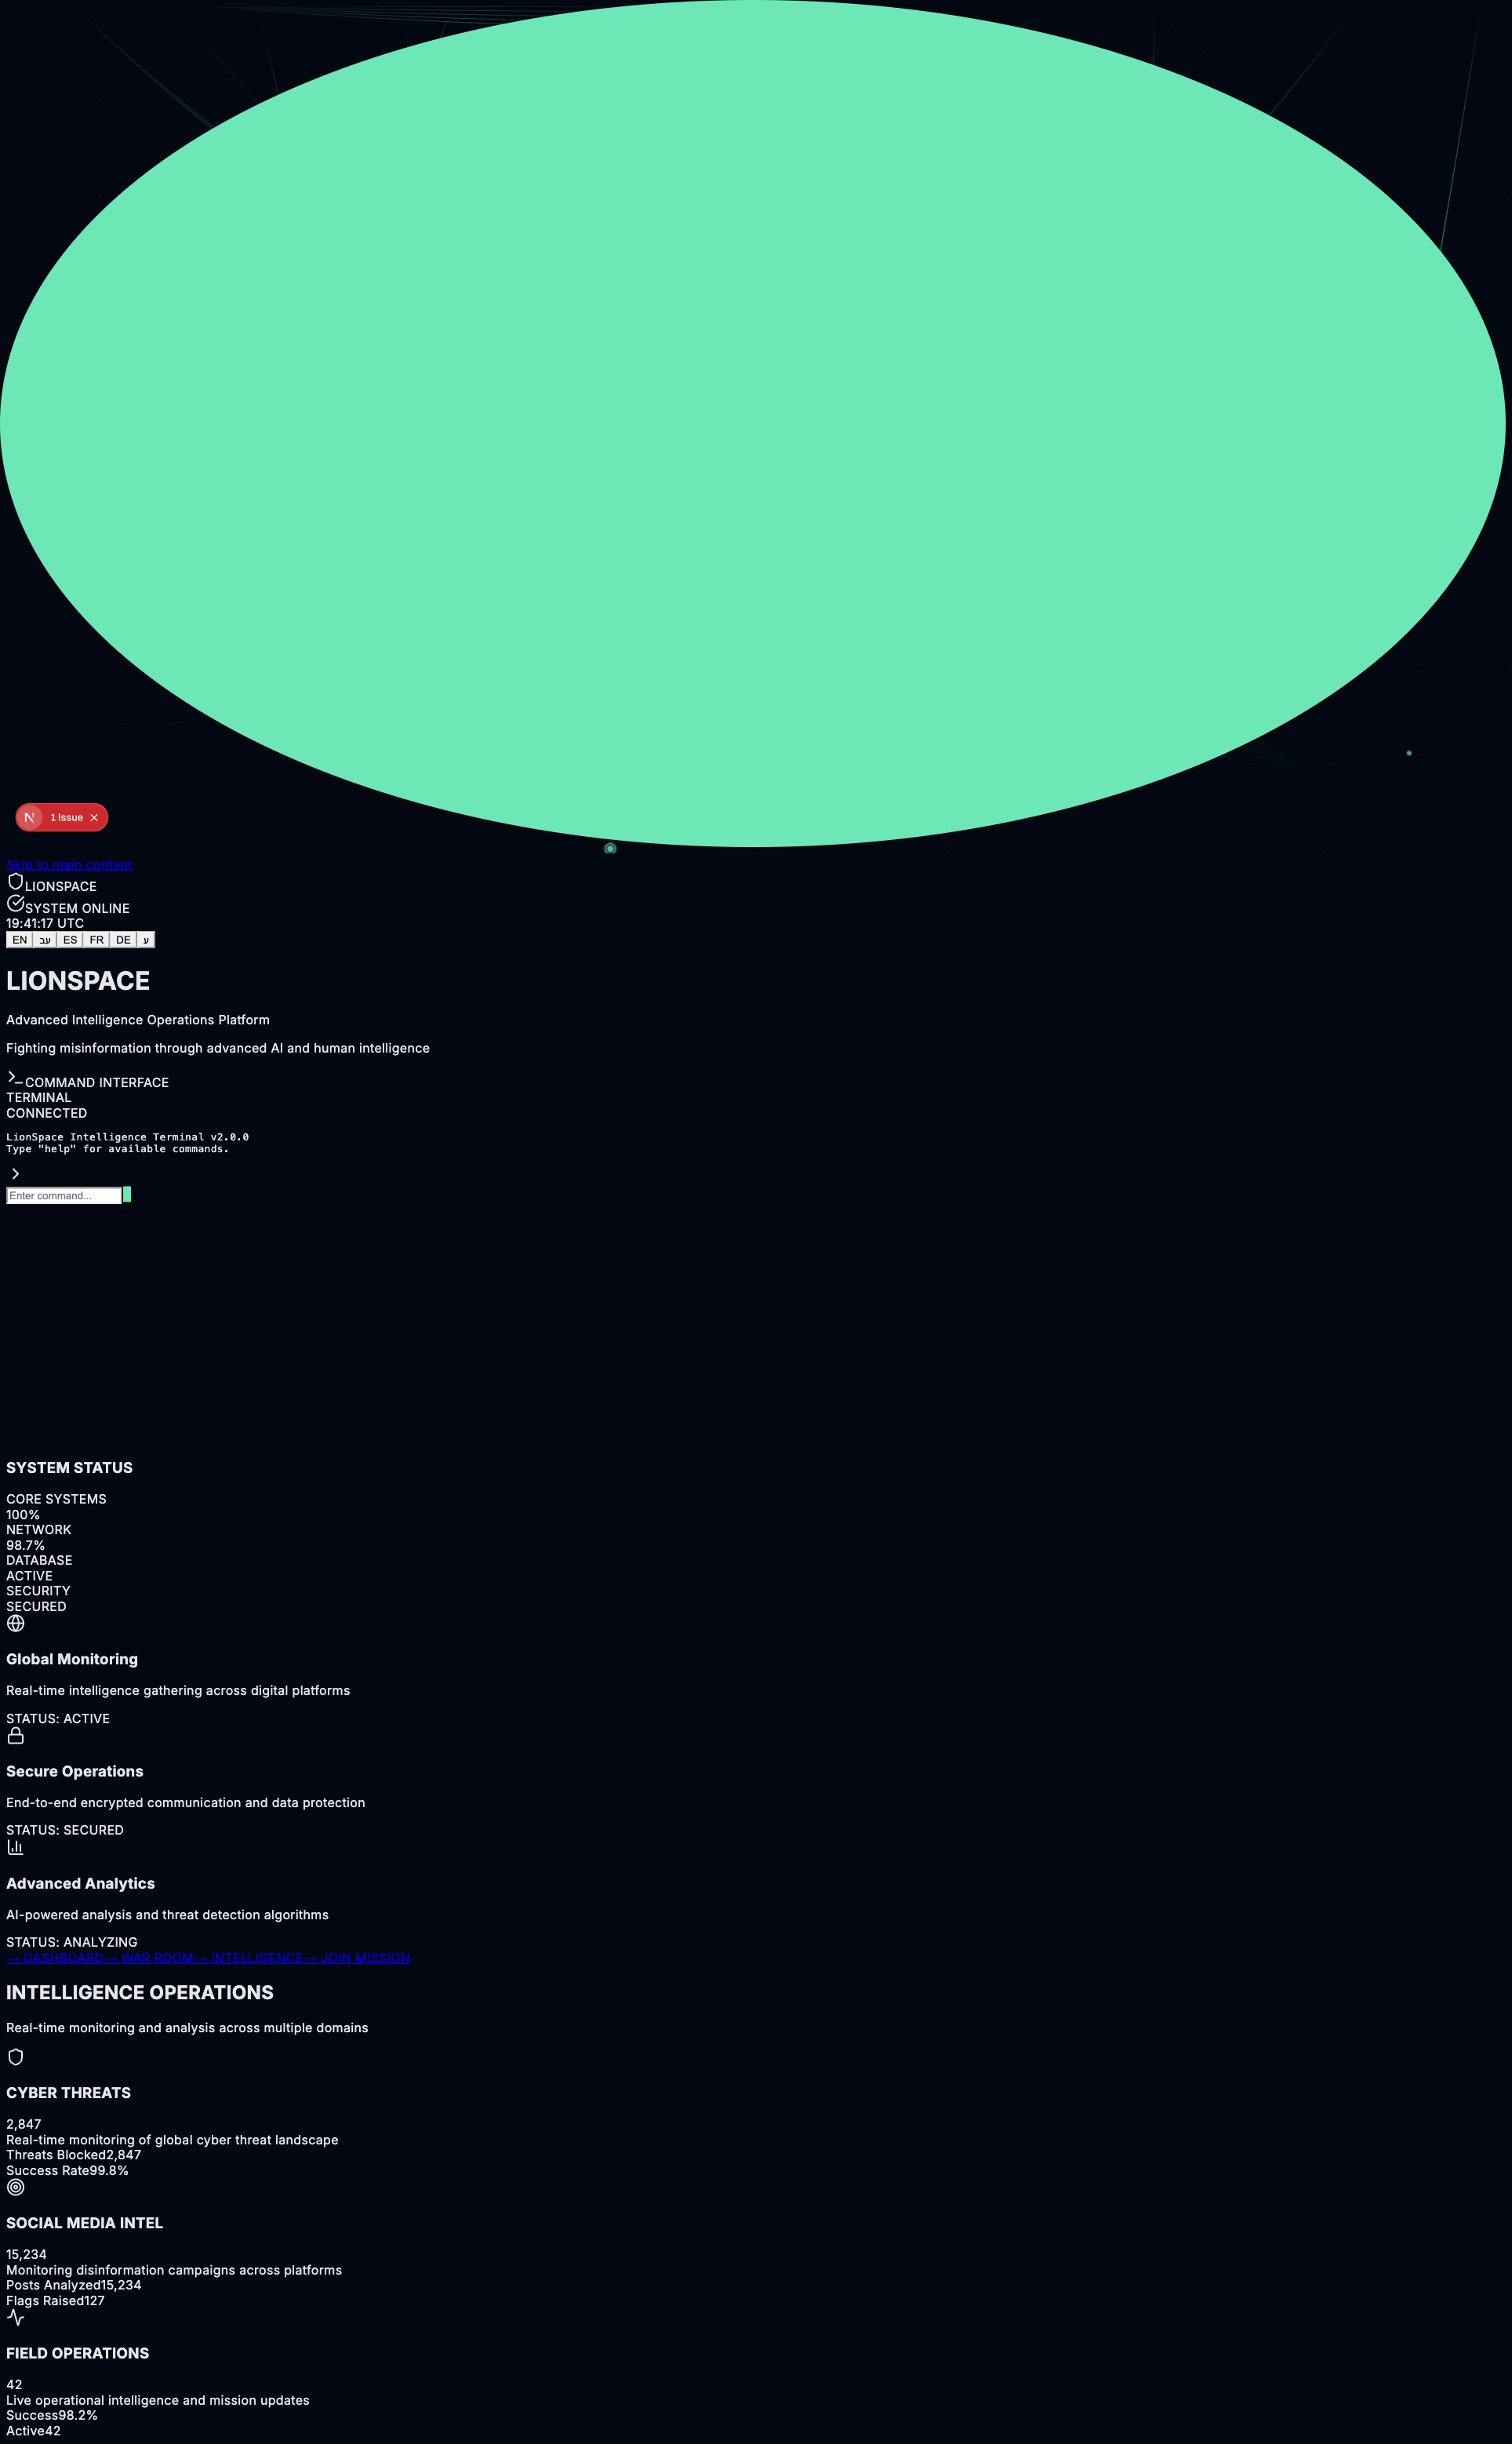 1 Issue
Skip to main content
LIONSPACE
SYSTEM ONLINE
19:41:17 UTC
EN עב ES FR DE ע
LIONSPACE
Advanced Intelligence Operations Platform
Fighting misinformation through advanced AI and human intelligence
COMMAND INTERFACE
TERMINAL
CONNECTED
LionSpace Intelligence Terminal v2.0.0
Type "help" for available commands.
Enter command...
SYSTEM STATUS
CORE SYSTEMS
100%
NETWORK
98.7%
DATABASE
ACTIVE
SECURITY
SECURED
Global Monitoring
Real-time intelligence gathering across digital platforms
STATUS: ACTIVE
Secure Operations
End-to-end encrypted communication and data protection
STATUS: SECURED
Advanced Analytics
AI-powered analysis and threat detection algorithms
STATUS: ANALYZING
→ DASHBOARD→ WAR ROOM→ INTELLIGENCE→ JOIN MISSION
INTELLIGENCE OPERATIONS
Real-time monitoring and analysis across multiple domains
CYBER THREATS
2,847
Real-time monitoring of global cyber threat landscape
Threats Blocked2,847
Success Rate99.8%
SOCIAL MEDIA INTEL
15,234
Monitoring disinformation campaigns across platforms
Posts Analyzed15,234
Flags Raised127
FIELD OPERATIONS
42
Live operational intelligence and mission updates
Success98.2%
Active42